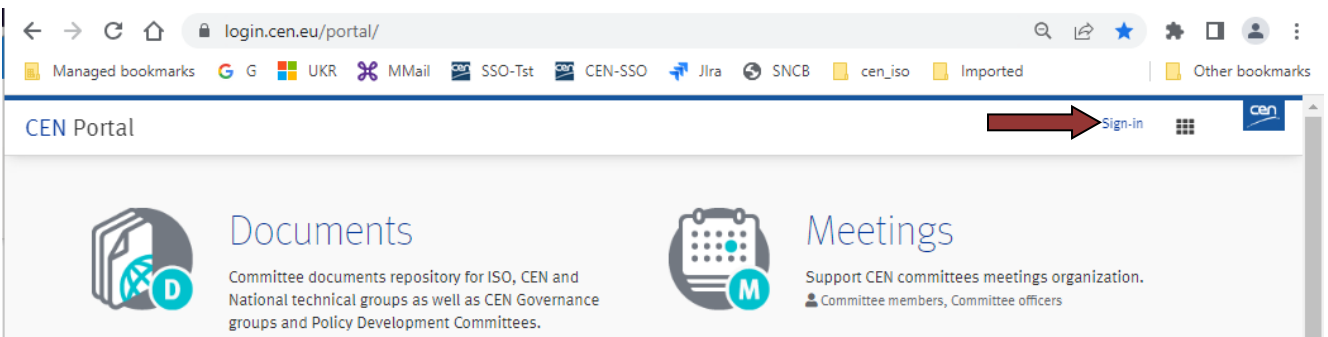 login.cen.eu/portal/
Managed bookmarks G UKR MMail SSO-Tst CEN-SSO JIra SNCB cen_iso Imported Other bookmarks
CEN Portal
Sign-in
cen
Documents
Committee documents repository for ISO, CEN and
National technical groups as well as CEN Governance
groups and Policy Development Committees.
D
Meetings
Support CEN committees meetings organization.
Committee members, Committee officers
M